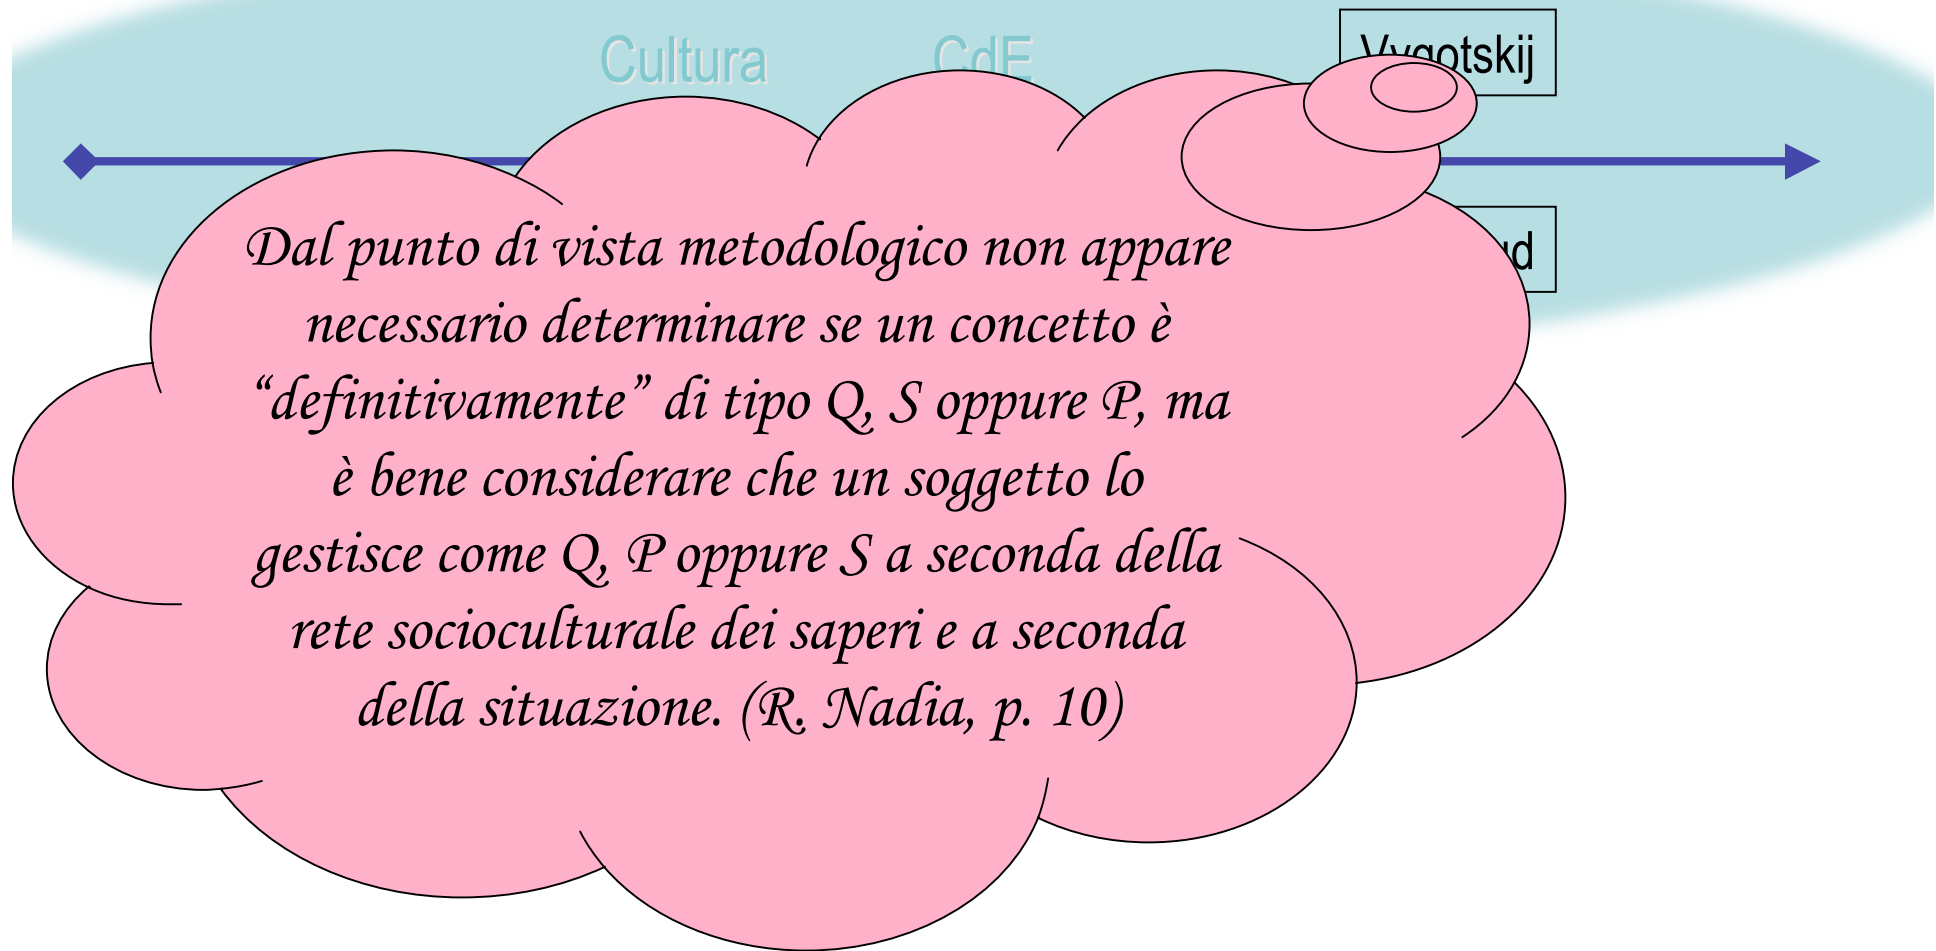 Cultura CdE Vygotskij
Dal punto di vista metodologico non appare
necessario determinare se un concetto è
“definitivamente” di tipo Q, S oppure P, ma
è bene considerare che un soggetto lo
gestisce come Q, P oppure S a seconda della
rete socioculturale dei saperi e a seconda
della situazione. (R. Nadia, p. 10)